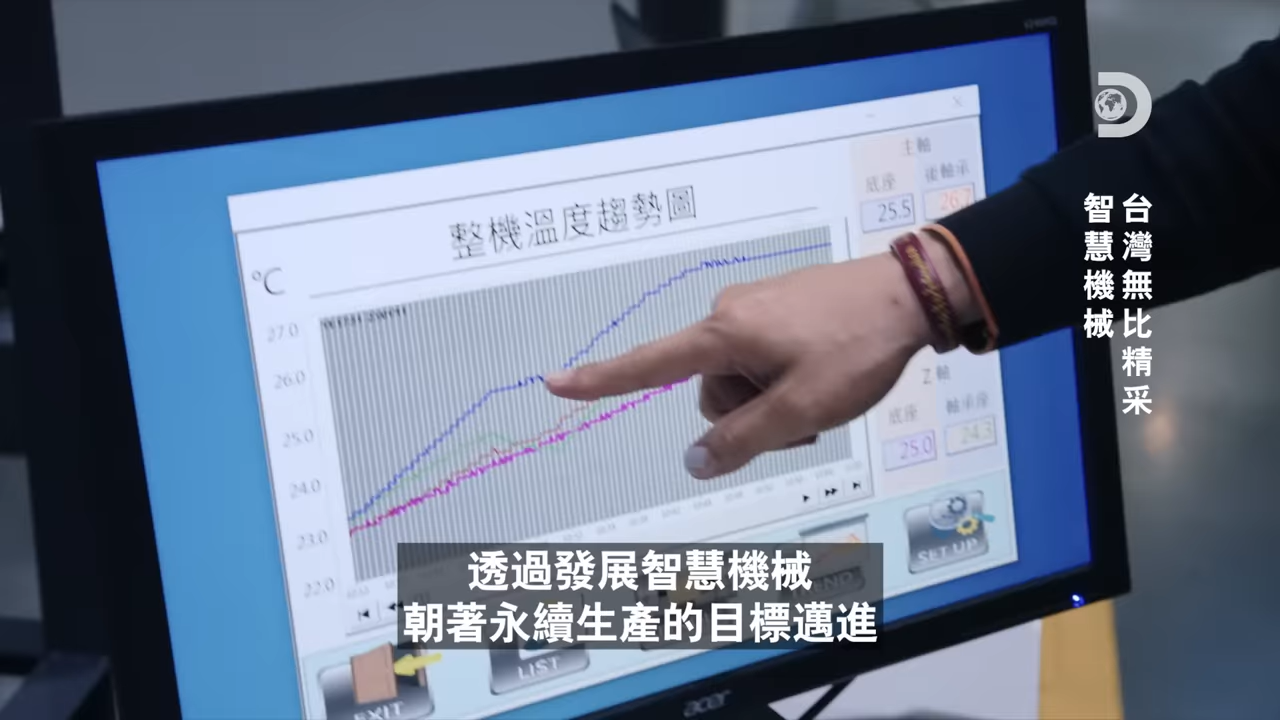 整機溫度趨勢圖
℃
27.0
26.0
25.0
24.0
23.0
22.0
主軸
底座
後軸承
25.5
26.7
Z軸
底座
軸承座
25.0
24.3
EXIT
LIST
SET UP
acer
台灣無比精采
智慧機械
透過發展智慧機械
朝著永續生產的目標邁進